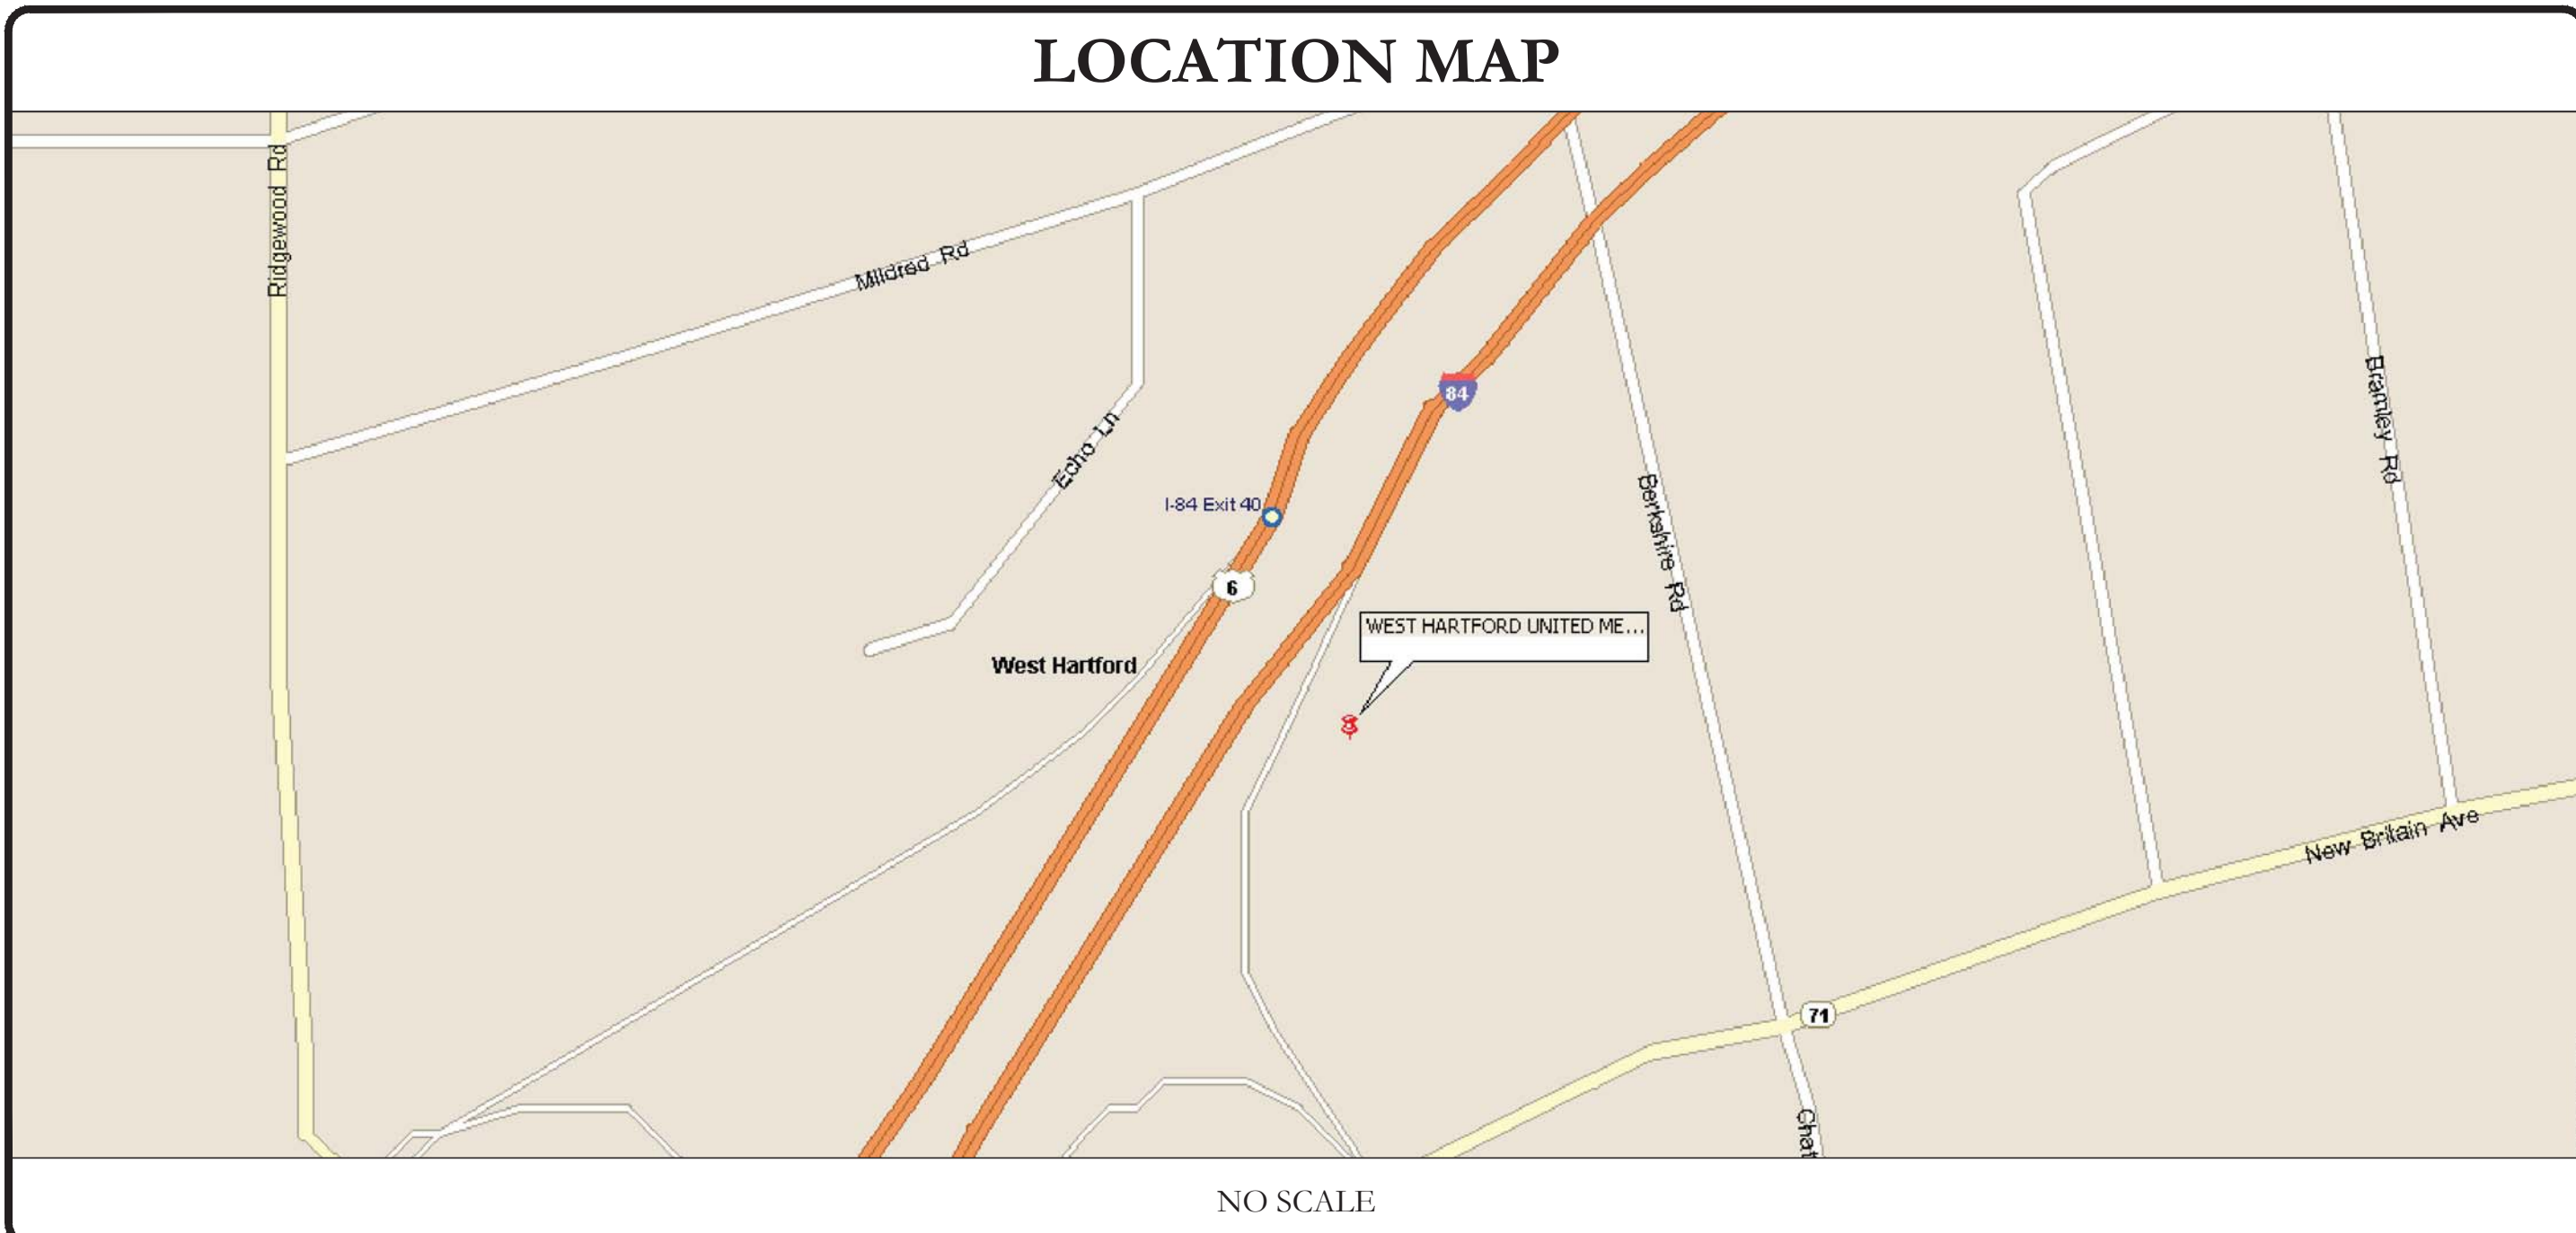 LOCATION MAP
Ridgewood Rd
Mildred Rd
84
Echo Ln
Bramley Rd
I-84 Exit 40
Berkshire Rd
6
WEST HARTFORD UNITED ME...
West Hartford
New Britain Ave
71
Chat
NO SCALE